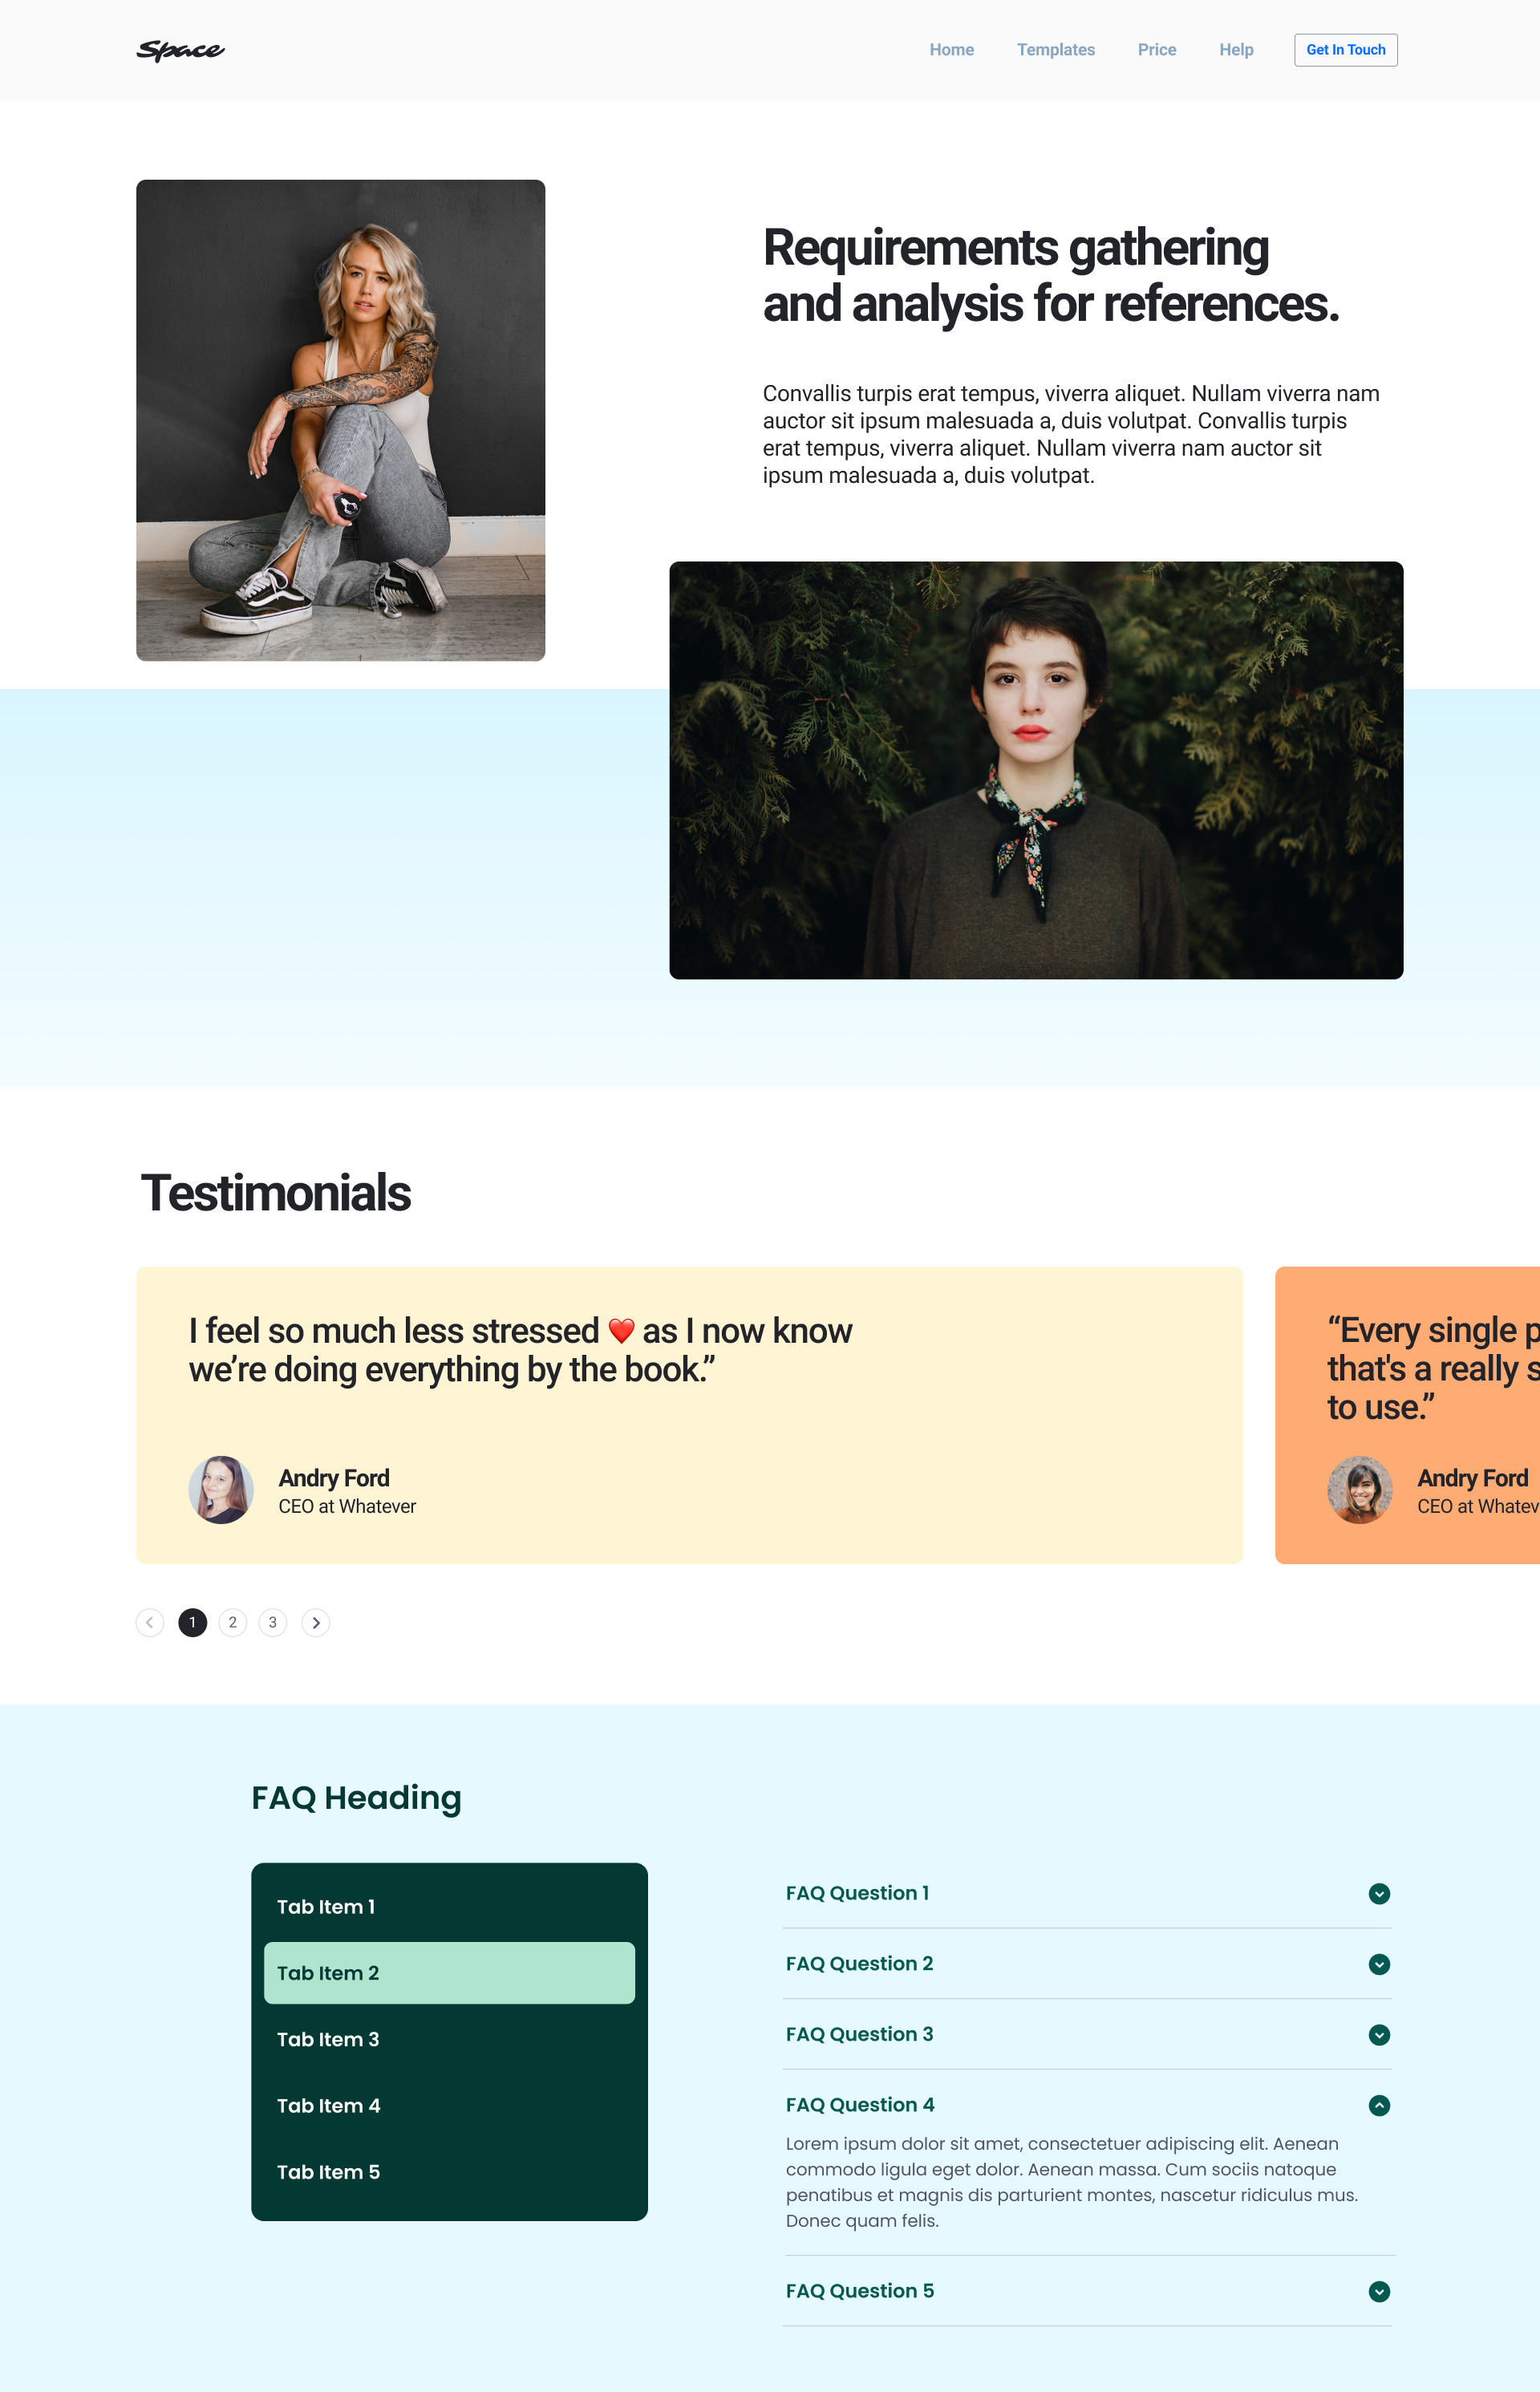 Space
Home
Templates
Price
Help
Get In Touch
Requirements gathering
and analysis for references.
Convallis turpis erat tempus, viverra aliquet. Nullam viverra nam
auctor sit ipsum malesuada a, duis volutpat. Convallis turpis
erat tempus, viverra aliquet. Nullam viverra nam auctor sit
ipsum malesuada a, duis volutpat.
Testimonials
I feel so much less stressed ❤️ as I now know
we’re doing everything by the book.”
Andry Ford
CEO at Whatever
“Every single
that's a really
to use.”
Andry Ford
CEO at
1
2
3
FAQ Heading
Tab Item 1
Tab Item 2
Tab Item 3
Tab Item 4
Tab Item 5
FAQ Question 1
FAQ Question 2
FAQ Question 3
FAQ Question 4
Lorem ipsum dolor sit amet, consectetuer adipiscing elit. Aenean
commodo ligula eget dolor. Aenean massa. Cum sociis natoque
penatibus et magnis dis parturient montes, nascetur ridiculus mus.
Donec quam felis.
FAQ Question 5